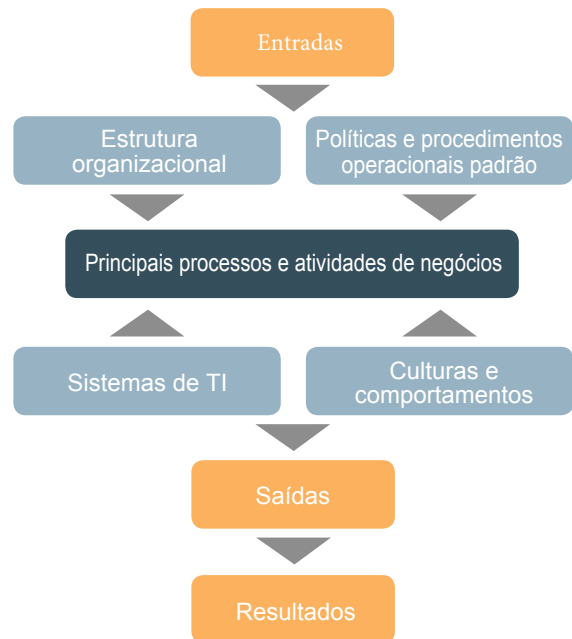 Entradas
Estrutura
organizacional
Políticas e procedimentos
operacionais padrão
Principais processos e atividades de negócios
Sistemas de TI
Culturas e
comportamentos
Saídas
Resultados